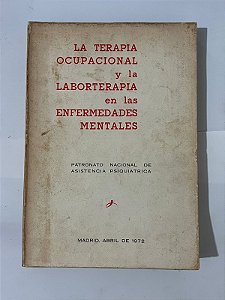 LA TERAPIA
OCUPACIONAL
y la
LABORTERAPIA
en las
ENFERMEDADES
MENTALES
PATRONATO NACIONAL DE
ASISTENCIA PSIQUIATRICA
MADRID, ABRIL DE 1972